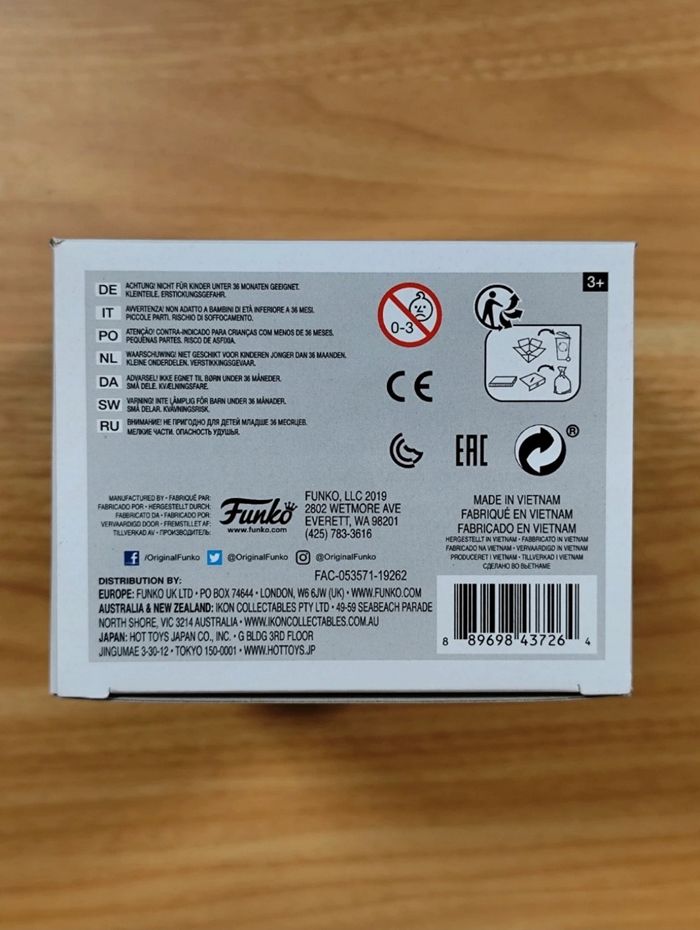 3+
DE ACHTUNG! NICHT FÜR KINDER UNTER 36 MONATEN GEEIGNET.
KLEINTEILE. ERSTICKUNGSGEFAHR.
IT AVVERTENZA! NON ADATTO A BAMBINI DI ETÀ INFERIORE A 36 MESI.
PICCOLE PARTI. RISCHIO DI SOFFOCAMENTO.
PO ATENÇÃO! CONTRA-INDICADO PARA CRIANÇAS COM MENOS DE 36 MESES.
PEQUENAS PARTES. RISCO DE ASFIXIA.
NL WAARSCHUWING! NIET GESCHIKT VOOR KINDEREN JONGER DAN 36 MAANDEN.
KLEINE ONDERDELEN. VERSTIKKINGSGEVAAR.
DA ADVARSEL! IKKE EGNET TIL BØRN UNDER 36 MÅNEDER.
SMÅ DELE. KVÆLNINGSFARE.
SW VARNING! INTE LÄMPLIG FÖR BARN UNDER 36 MÅNADER.
SMÅ DELAR. KVÄVNINGSRISK.
RU ВНИМАНИЕ! НЕ ПРИГОДНО ДЛЯ ДЕТЕЙ МЛАДШЕ 36 МЕСЯЦЕВ.
МЕЛКИЕ ЧАСТИ. ОПАСНОСТЬ УДУШЬЯ.
0-3
CE
EAC
®
MANUFACTURED BY • FABRIQUÉ PAR:
FABRICADO POR • HERGESTELLT DURCH:
FABBRICATO DA • FABRICADO POR:
VERVAARDIGD DOOR • FREMSTILLET AF:
TILLVERKAD AV • ПРОИЗВОДИТЕЛЬ:
Funko
www.funko.com
FUNKO, LLC 2019
2802 WETMORE AVE
EVERETT, WA 98201
(425) 783-3616
MADE IN VIETNAM
FABRIQUÉ EN VIETNAM
FABRICADO EN VIETNAM
HERGESTELLT IN VIETNAM • FABBRICATO IN VIETNAM
FABRICADO NA VIETNAM • VERVAARDIGD IN VIETNAM
PRODUCERET I VIETNAM • TILLVERKAD I VIETNAM
СДЕЛАНО ВО ВЬЕТНАМЕ
/OriginalFunko @OriginalFunko @OriginalFunko
FAC-053571-19262
DISTRIBUTION BY:
EUROPE: FUNKO UK LTD • PO BOX 74644 • LONDON, W6 6JW (UK) • WWW.FUNKO.COM
AUSTRALIA & NEW ZEALAND: IKON COLLECTABLES PTY LTD • 49-59 SEABEACH PARADE
NORTH SHORE, VIC 3214 AUSTRALIA • WWW.IKONCOLLECTABLES.COM.AU
JAPAN: HOT TOYS JAPAN CO., INC. • G BLDG 3RD FLOOR
JINGUMAE 3-30-12 • TOKYO 150-0001 • WWW.HOTTOYS.JP
8 89698 43726 4